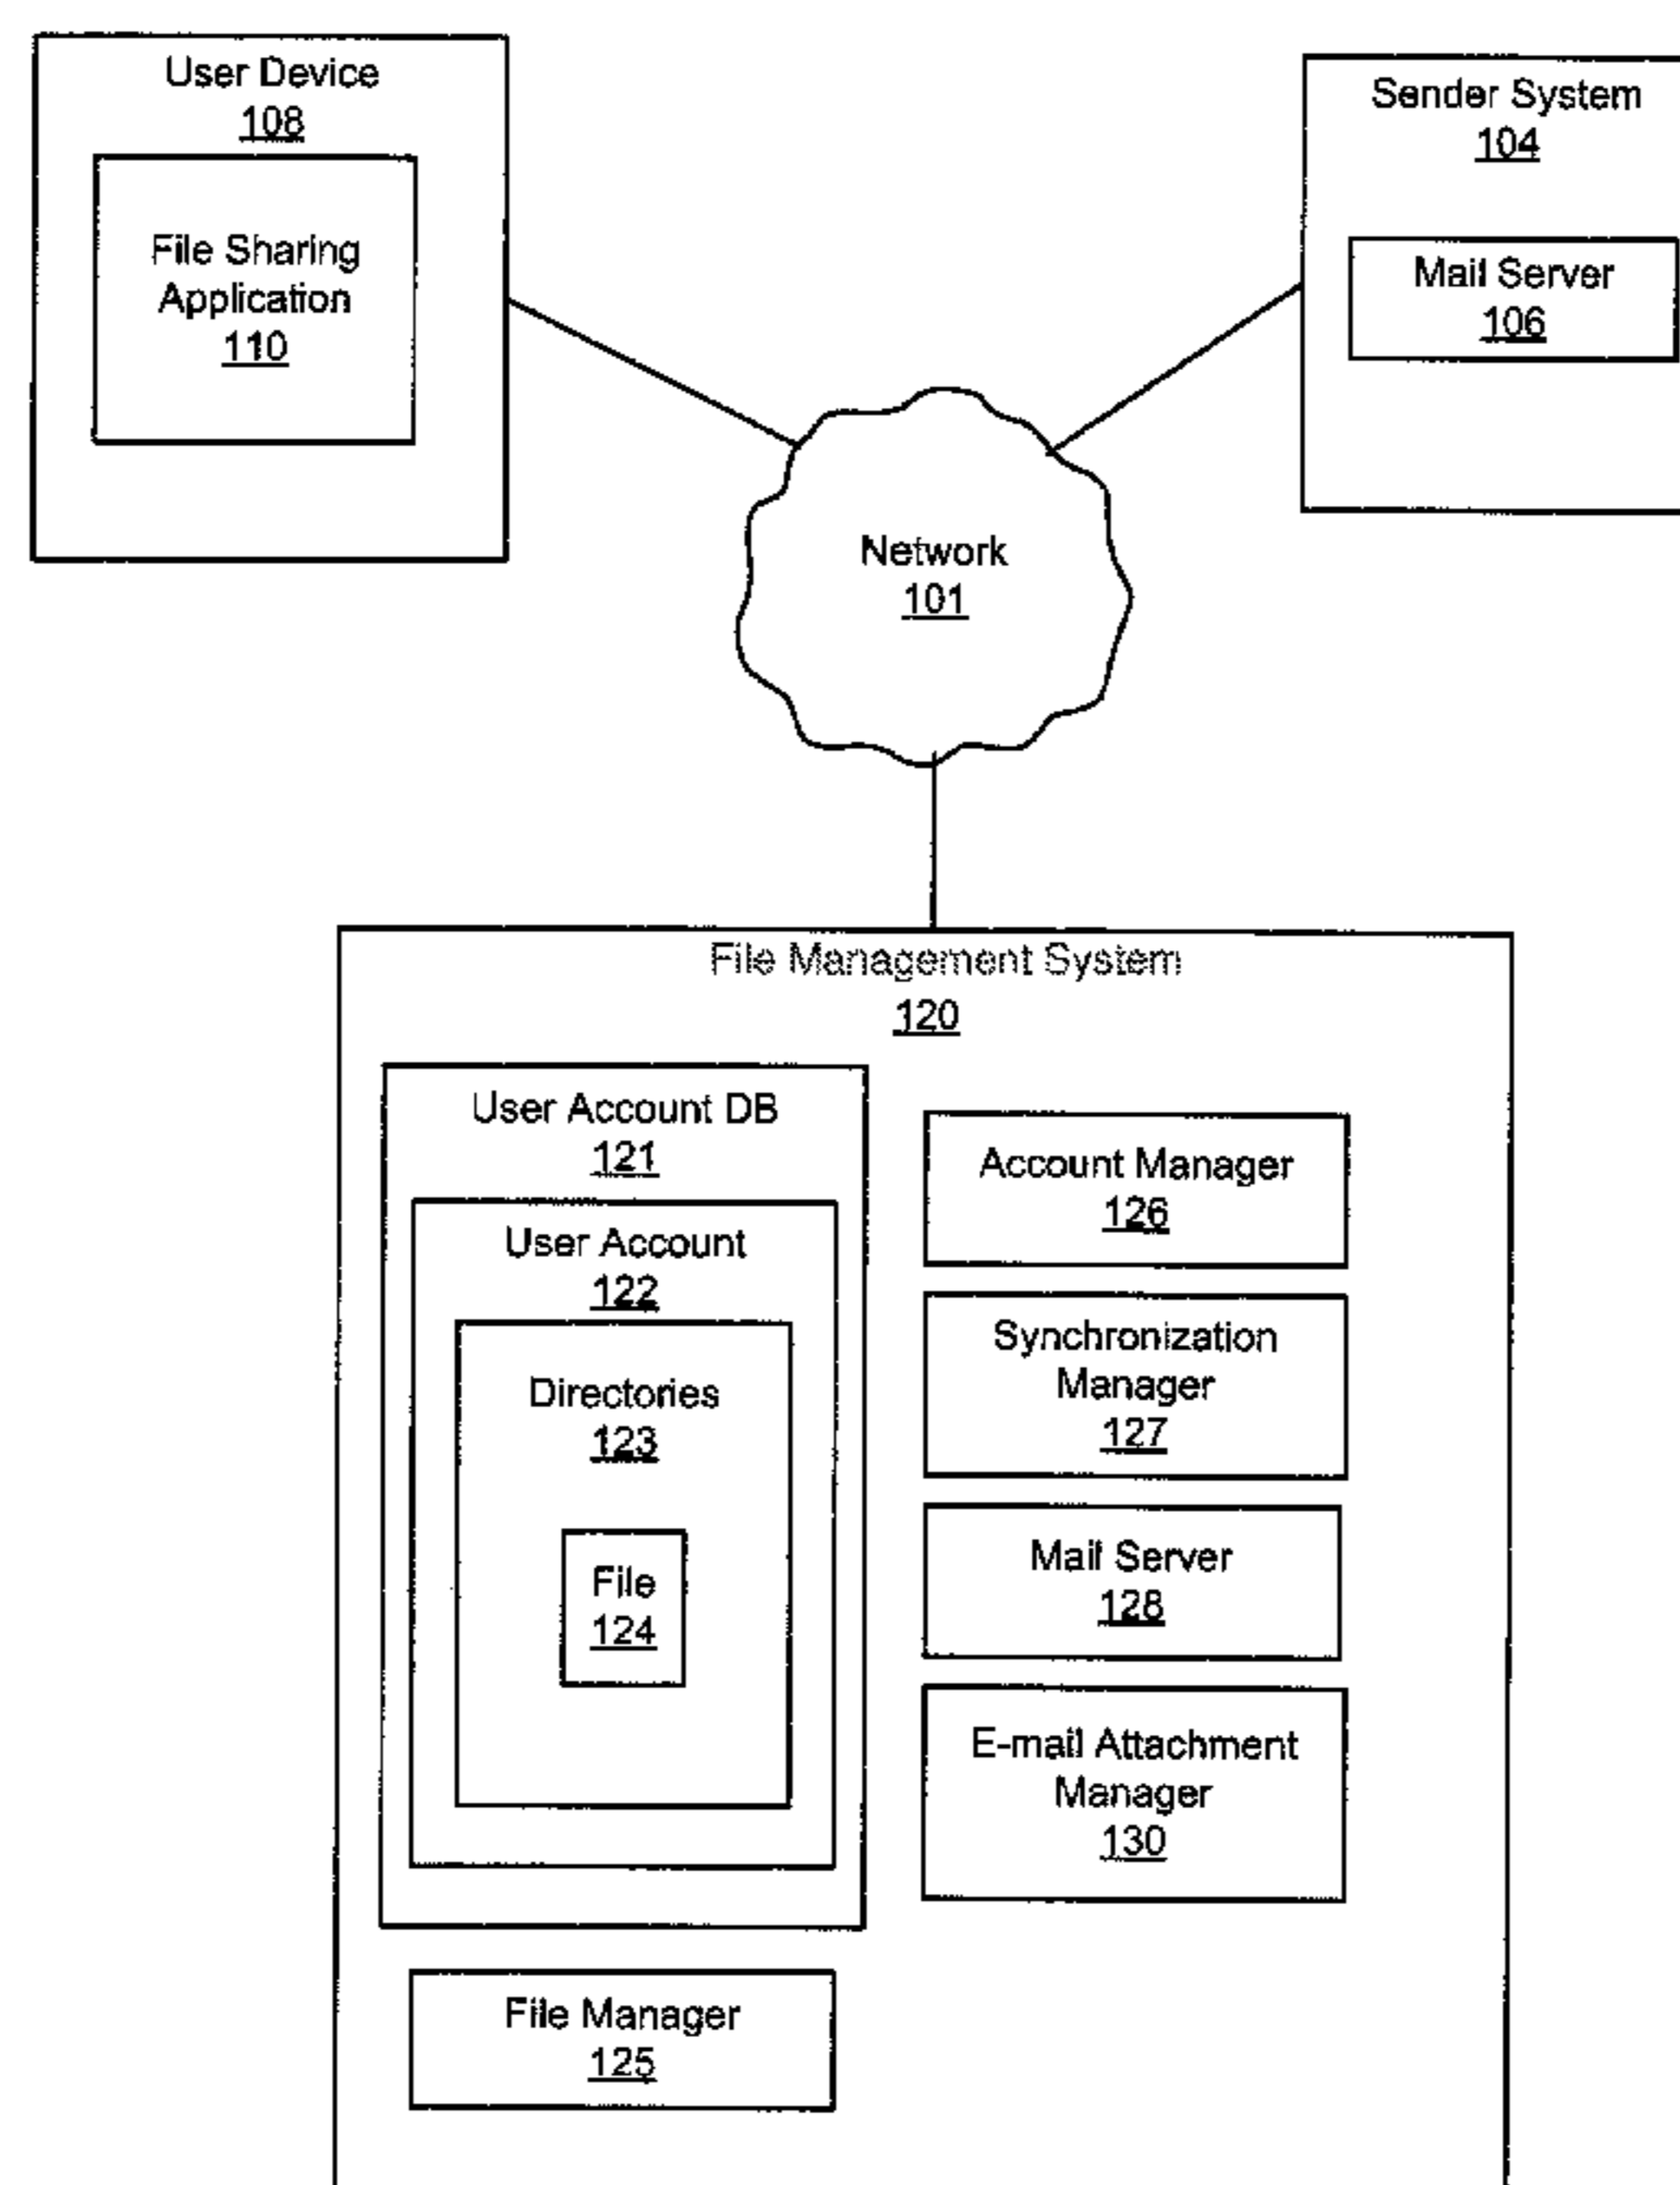 User Device
108
File Sharing
Application
110
Sender System
104
Mail Server
106
Network
101
File Management System
120
User Account DB
121
User Account
122
Directories
123
File
124
File Manager
125
Account Manager
126
Synchronization
Manager
127
Mail Server
128
E-mail Attachment
Manager
130